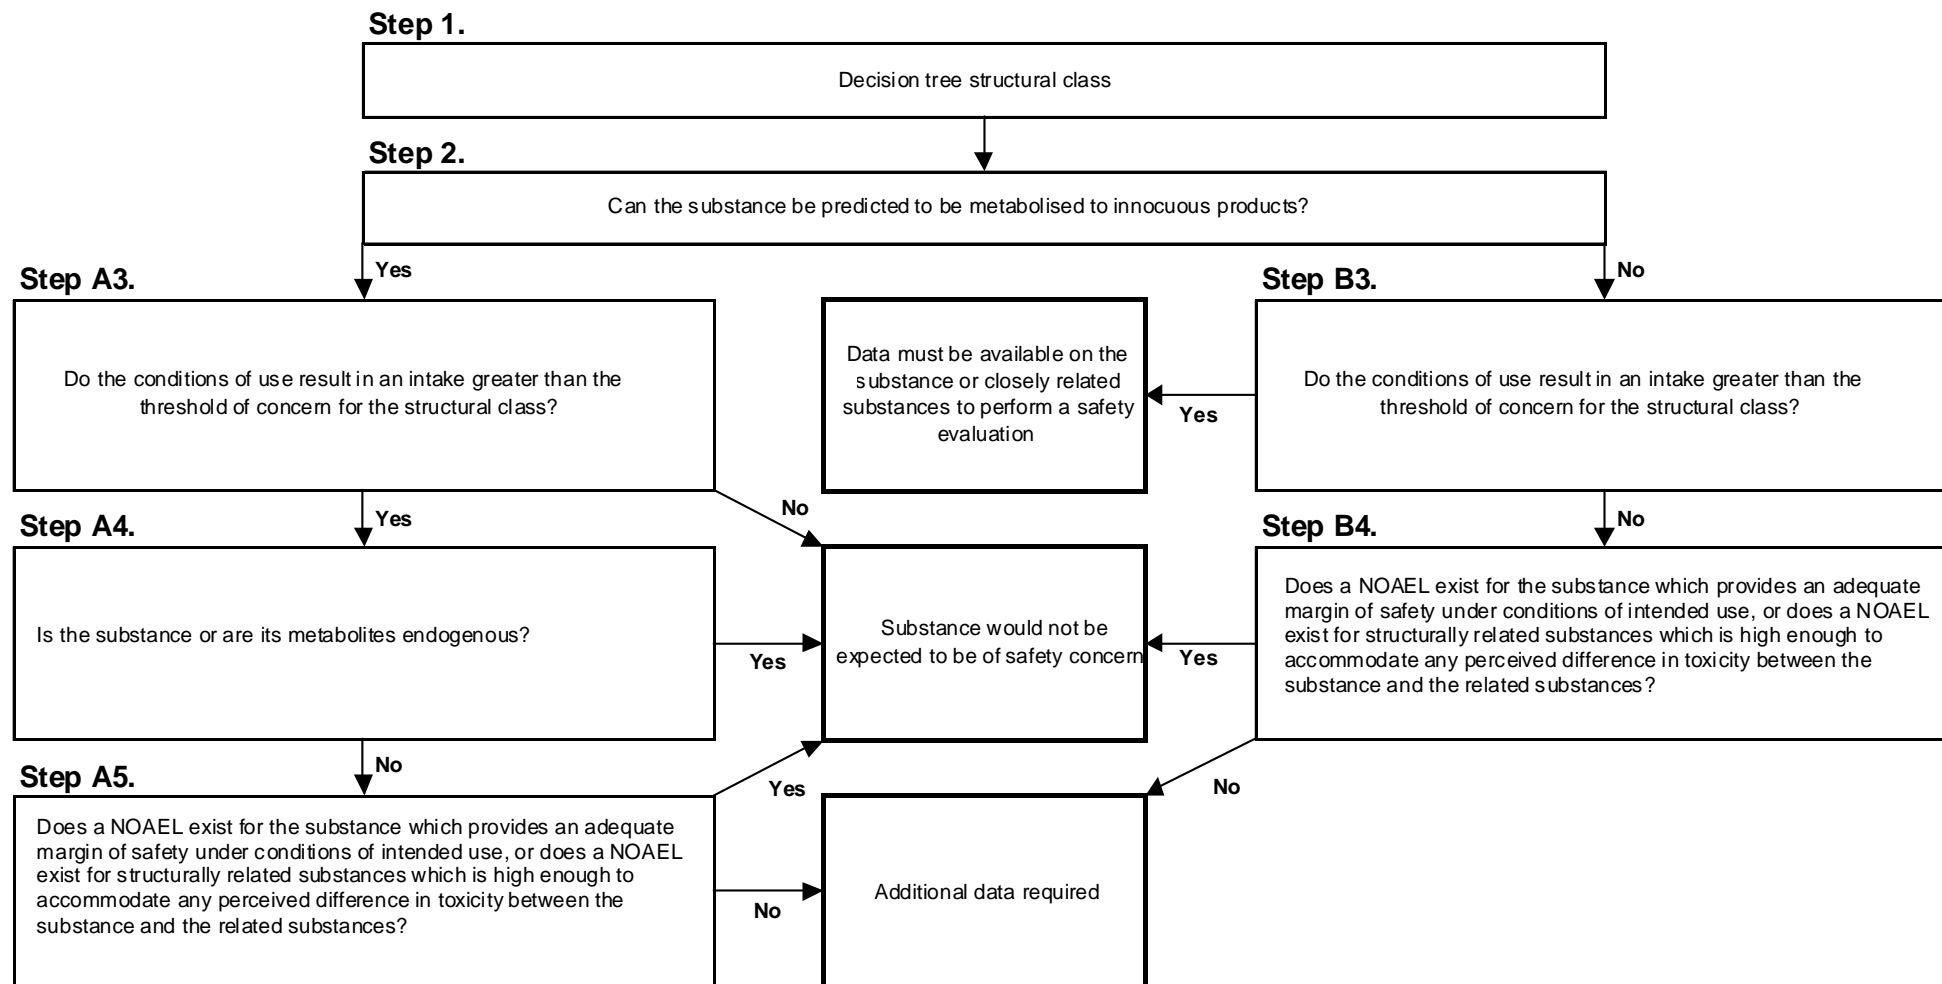 Step 1.
Decision tree structural class
Step 2.
Can the substance be predicted to be metabolised to innocuous products?
Yes
No
Step A3.
Do the conditions of use result in an intake greater than the
threshold of concern for the structural class?
Data must be available on the
substance or closely related
substances to perform a safety
evaluation
Yes
Step B3.
Do the conditions of use result in an intake greater than the
threshold of concern for the structural class?
Yes
No
No
Step A4.
Is the substance or are its metabolites endogenous?
Yes
Substance would not be
expected to be of safety concern
Yes
Step B4.
Does a NOAEL exist for the substance which provides an adequate
margin of safety under conditions of intended use, or does a NOAEL
exist for structurally related substances which is high enough to
accommodate any perceived difference in toxicity between the
substance and the related substances?
No
Yes
No
Step A5.
Does a NOAEL exist for the substance which provides an adequate
margin of safety under conditions of intended use, or does a NOAEL
exist for structurally related substances which is high enough to
accommodate any perceived difference in toxicity between the
substance and the related substances?
No
Additional data required